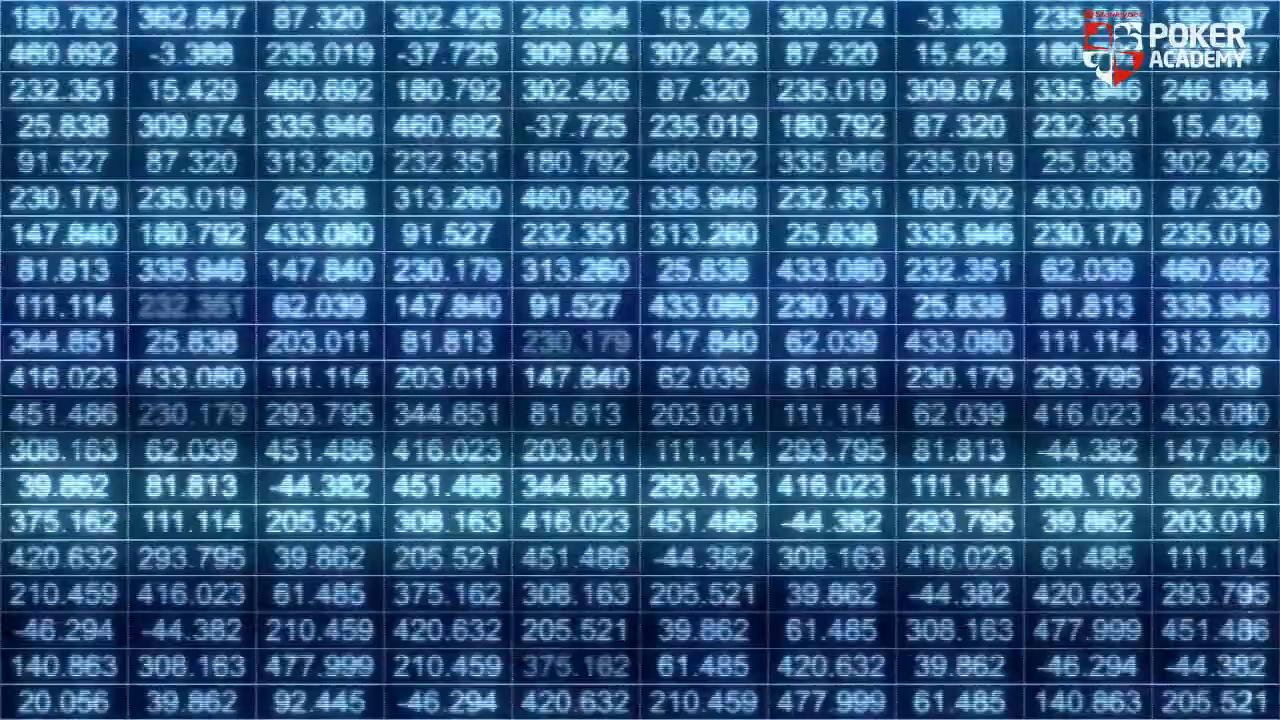 180.792 362.847 87.320 302.426 246.984 15.429 309.674 -3.388
460.692 -3.388 235.019 -37.725 309.674 302.426 87.320 15.429
POKER
ACADEMY
232.351 15.429 460.692 180.792 302.426 87.320 235.019 309.674 335.946 246.984
25.838 309.674 335.946 460.692 -37.725 235.019 180.792 87.320 232.351 15.429
91.527 87.320 313.260 232.351 180.792 460.692 335.946 235.019 25.838 302.426
230.179 235.019 25.838 313.260 460.692 335.946 232.351 180.792 433.080 87.320
147.840 180.792 433.080 91.527 232.351 313.260 25.838 335.946 230.179 235.019
81.813 335.946 147.840 230.179 313.260 25.838 433.080 232.351 62.039 460.692
111.114 232.351 62.039 147.840 91.527 433.080 230.179 25.838 81.813 335.946
344.851 25.838 203.011 81.813 230.179 147.840 62.039 433.080 111.114 313.260
416.023 433.080 111.114 203.011 147.840 62.039 81.813 230.179 293.795 25.838
451.486 230.179 293.795 344.851 81.813 203.011 111.114 62.039 416.023 433.080
308.163 62.039 451.486 416.023 203.011 111.114 293.795 81.813 -44.382 147.840
39.862 81.813 -44.382 451.486 344.851 293.795 416.023 111.114 308.163 62.039
375.162 111.114 205.521 308.163 416.023 451.486 -44.382 293.795 39.862 203.011
420.632 293.795 39.862 205.521 451.486 -44.382 308.163 416.023 61.485 111.114
210.459 416.023 61.485 375.162 308.163 205.521 39.862 -44.382 420.632 293.795
-46.294 -44.382 210.459 420.632 205.521 39.862 61.485 308.163 477.999 451.486
140.863 308.163 477.999 210.459 375.162 61.485 420.632 39.862 -46.294 -44.382
20.056 39.862 92.445 -46.294 420.632 210.459 477.999 61.485 140.863 205.521